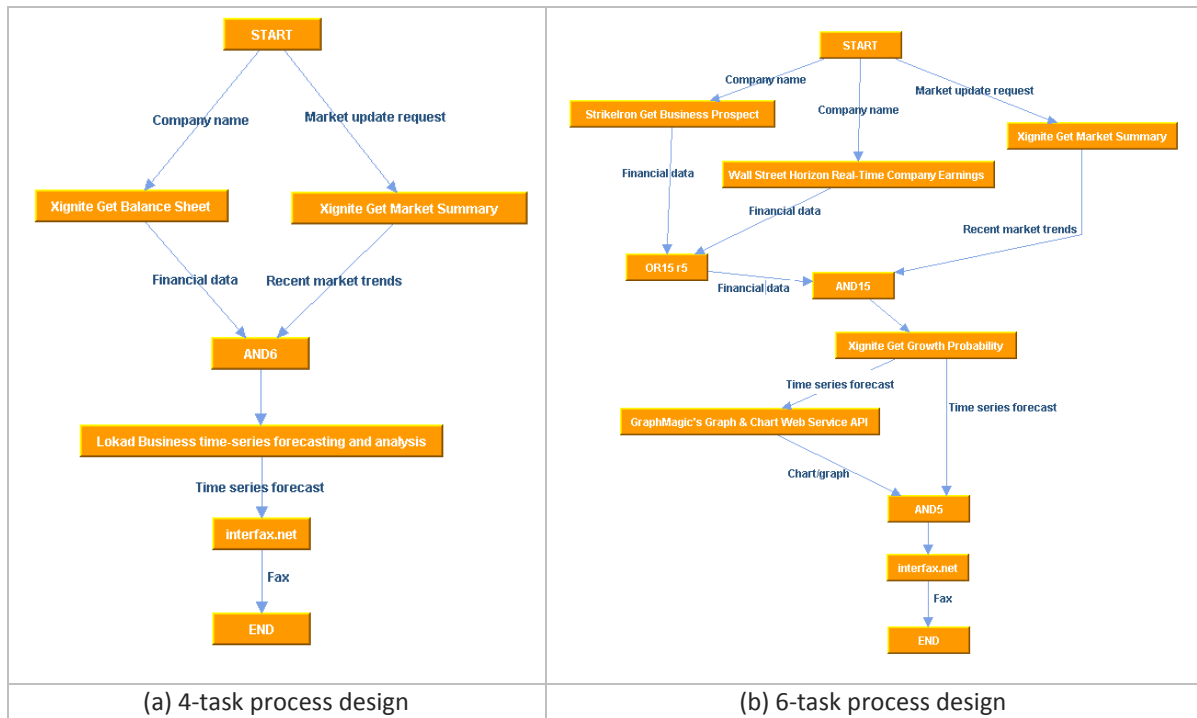 START
Company name
Market update request
Xignite Get Balance Sheet
Xignite Get Market Summary
Financial data
Recent market trends
AND6
Lokad Business time-series forecasting and analysis
Time series forecast
interfax.net
Fax
END
(a) 4-task process design
START
Company name
Market update request
Company name
StrikeIron Get Business Prospect
Xignite Get Market Summary
Financial data
Wall Street Horizon Real-Time Company Earnings
Financial data
Recent market trends
OR15 r5
Financial data
AND15
Xignite Get Growth Probability
Time series forecast
Time series forecast
GraphMagic's Graph & Chart Web Service API
Chart/graph
AND5
interfax.net
Fax
END
(b) 6-task process design